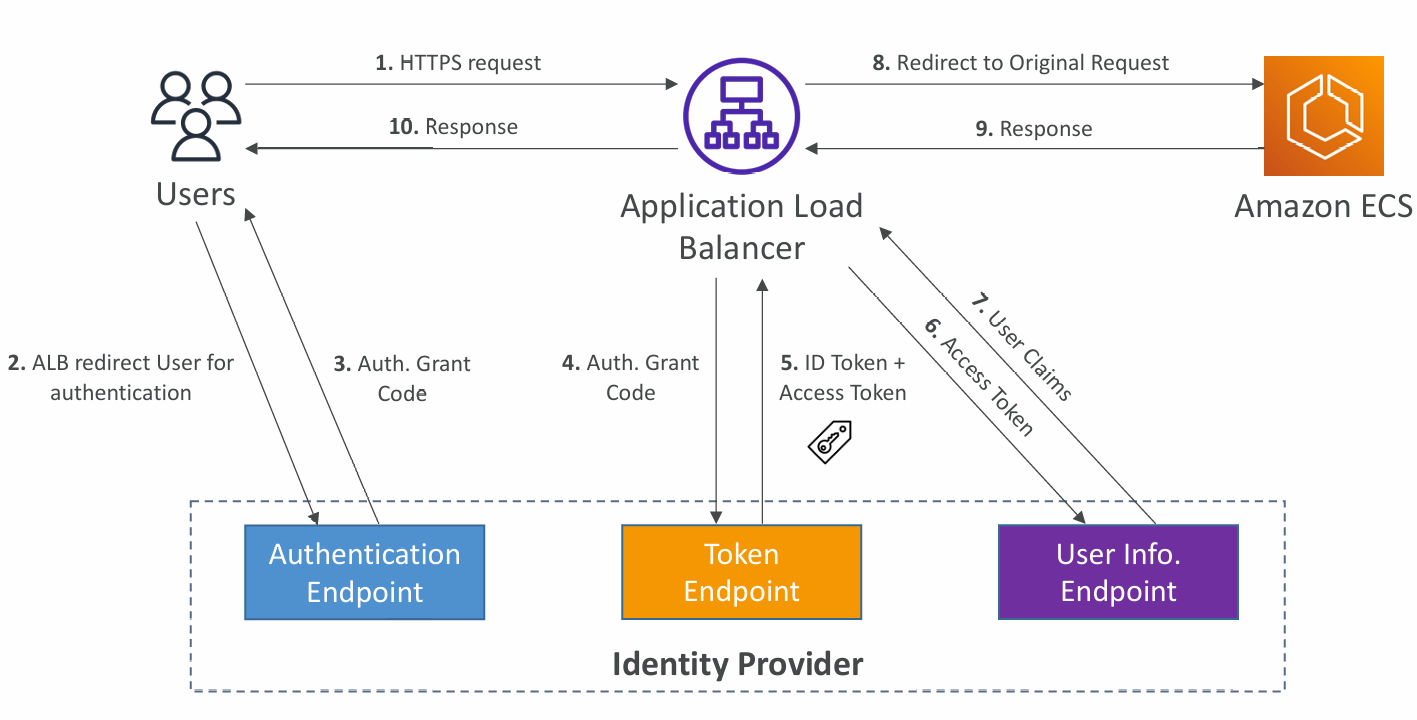 1. HTTPS request
8. Redirect to Original Request
10. Response
9. Response
Users
Application Load
Balancer
Amazon ECS
2. ALB redirect User for
authentication
3. Auth. Grant
Code
4. Auth. Grant
Code
5. ID Token +
Access Token
6. Access Token
7. User Claims
Authentication
Endpoint
Token
Endpoint
User Info.
Endpoint
Identity Provider